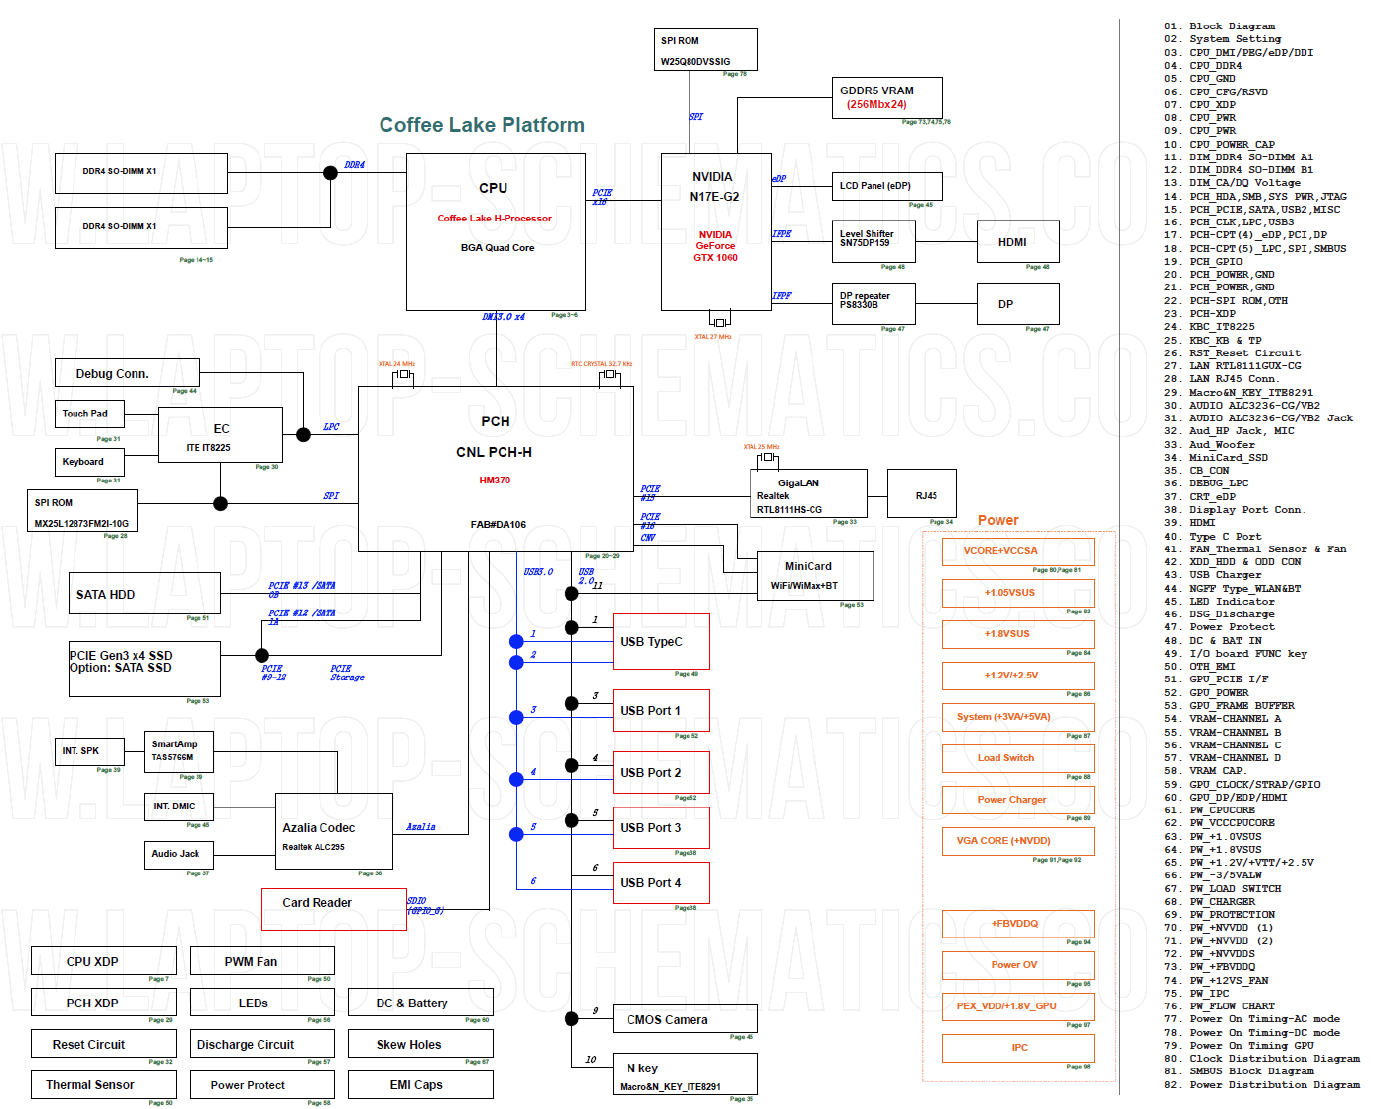 SPI ROM
W25Q80DVSSIG
Page 78
GDDR5 VRAM
(256Mbx24)
Page 73,74,75,76
SPI
Coffee Lake Platform
DDR4 SO-DIMM X1
DDR4 SO-DIMM X1
Page 14~15
DDR4
CPU
Coffee Lake H-Processor
BGA Quad Core
Page 3~6
PCIE
x16
NVIDIA
N17E-G2
NVIDIA
GeForce
GTX 1060
XTAL27 MHz
eDP
LCD Panel (eDP)
Page 45
IFPE
Level Shifter
SN75DP159
Page 48
HDMI
Page 48
IFPF
DP repeater
PS8330B
Page 47
DP
Page 47
DMI3.0 x4
XTAL24 MHz
RTC CRYSTAL 32.7 KHz
Debug Conn.
Page 44
Touch Pad
Page 31
Keyboard
Page 31
EC
ITE IT8225
Page 30
LPC
SPI ROM
MX25L12873FM2I-10G
Page 28
SPI
PCH
CNL PCH-H
HM370
FAB#DA106
Page 20~29
XTAL25 MHz
PCIE
#15
GigaLAN
Realtek
RTL8111HS-CG
Page 33
RJ45
Page 34
PCIE
#16
CNV
MiniCard
WiFi/WiMax+BT
Page 53
USB3.0
USB
2.0
11
SATA HDD
Page 51
PCIE #13 /SATA
0B
PCIE #12 /SATA
1A
PCIE Gen3 x4 SSD
Option: SATA SSD
Page 53
PCIE
#9-12
PCIE
Storage
1
1
2
USB TypeC
Page 49
3
3
USB Port 1
Page 52
4
4
USB Port 2
Page52
5
5
USB Port 3
Page38
6
6
USB Port 4
Page38
INT. SPK
Page 39
SmartAmp
TAS5766M
Page 39
INT. DMIC
Page 45
Audio Jack
Page 37
Azalia Codec
Realtek ALC295
Page 36
Azalia
Card Reader
SDIO
(GPIO_G)
CPU XDP
Page 7
PWM Fan
Page 50
PCH XDP
Page 29
LEDs
Page 56
DC & Battery
Page 60
Reset Circuit
Page 32
Discharge Circuit
Page 57
Skew Holes
Page 67
Thermal Sensor
Page 50
Power Protect
Page 58
EMI Caps
9
CMOS Camera
Page 45
10
N key
Macro&N_KEY_ITE8291
Page 35
Power
VCORE+VCCSA
Page 80,Page 81
+1.05VSUS
Page 83
+1.8VSUS
Page 84
+1.2V/+2.5V
Page 86
System (+3VA/+5VA)
Page 87
Load Switch
Page 88
Power Charger
Page 89
VGA CORE (+NVDD)
Page 91,Page 92
+FBVDDQ
Page 94
Power OV
Page 95
PEX_VDD/+1.8V_GPU
Page 97
IPC
Page 98
01. Block Diagram
02. System Setting
03. CPU_DMI/PEG/eDP/DDI
04. CPU_DDR4
05. CPU_GND
06. CPU_CFG/RSVD
07. CPU_XDP
08. CPU_PWR
09. CPU_PWR
10. CPU_POWER_CAP
11. DIM_DDR4 SO-DIMM A1
12. DIM_DDR4 SO-DIMM B1
13. DIM_CA/DQ Voltage
14. PCH_HDA,SMB,SYS PWR,JTAG
15. PCH_PCIE,SATA,USB2,MISC
16. PCH_CLK,LPC,USB3
17. PCH-CPT(4)_eDP,PCI,DP
18. PCH-CPT(5)_LPC,SPI,SMBUS
19. PCH_GPIO
20. PCH_POWER,GND
21. PCH_POWER,GND
22. PCH-SPI ROM,OTH
23. PCH-XDP
24. KBC_IT8225
25. KBC_KB & TP
26. RST_Reset Circuit
27. LAN RTL8111GUX-CG
28. LAN RJ45 Conn.
29. Macro&N_KEY_ITE8291
30. AUDIO ALC3236-CG/VB2
31. AUDIO ALC3236-CG/VB2 Jack
32. Aud_HP Jack, MIC
33. Aud_Woofer
34. MiniCard_SSD
35. CB_CON
36. DEBUG_LPC
37. CRT_eDP
38. Display Port Conn.
39. HDMI
40. Type C Port
41. FAN_Thermal Sensor & Fan
42. XDD_HDD & ODD CON
43. USB Charger
44. NGFF Type_WLAN&BT
45. LED Indicator
46. DSG_Discharge
47. Power Protect
48. DC & BAT IN
49. I/O board FUNC key
50. OTH_EMI
51. GPU_PCIE I/F
52. GPU_POWER
53. GPU_FRAME BUFFER
54. VRAM-CHANNEL A
55. VRAM-CHANNEL B
56. VRAM-CHANNEL C
57. VRAM-CHANNEL D
58. VRAM CAP.
59. GPU_CLOCK/STRAP/GPIO
60. GPU_DP/EDP/HDMI
61. PW_CPUCORE
62. PW_VCCCPUCORE
63. PW_+1.0VSUS
64. PW_+1.8VSUS
65. PW_+1.2V/+VTT/+2.5V
66. PW_-3/5VALW
67. PW_LOAD SWITCH
68. PW_CHARGER
69. PW_PROTECTION
70. PW_+NVVDD (1)
71. PW_+NVVDD (2)
72. PW_+NVVDDS
73. PW_+FBVDDQ
74. PW_+12VS_FAN
75. PW_IPC
76. PW_FLOW CHART
77. Power On Timing-AC mode
78. Power On Timing-DC mode
79. Power On Timing GPU
80. Clock Distribution Diagram
81. SMBUS Block Diagram
82. Power Distribution Diagram
W.LAPTOP-SCHEMATICS.CO
W.LAPTOP-SCHEMATICS.CO
W.LAPTOP-SCHEMATICS.CO
W.LAPTOP-SCHEMATICS.CO